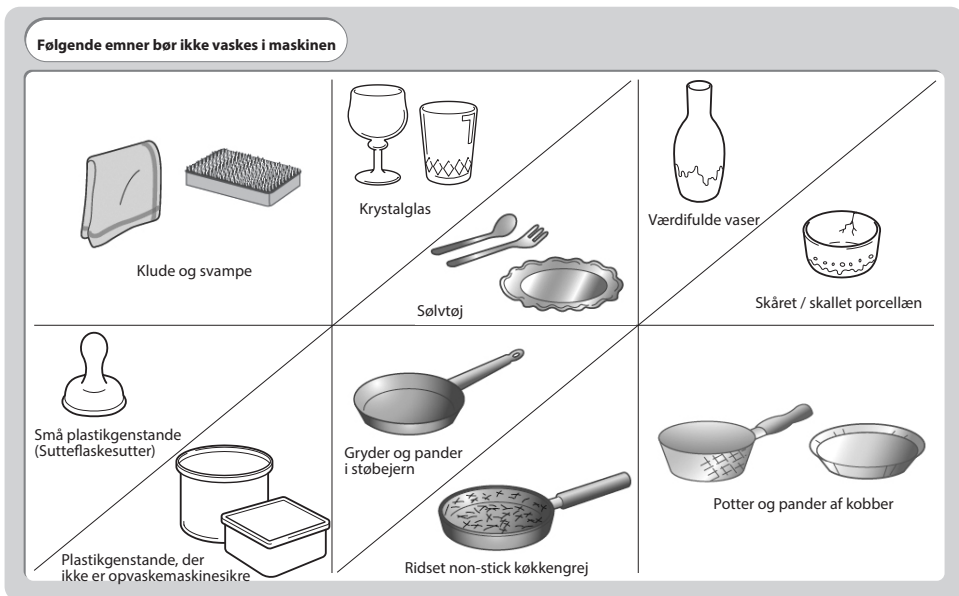 Følgende emner bør ikke vaskes i maskinen
Klude og svampe
Krystalglas
Sølvtøj
Værdifulde vaser
Skåret / skallet porcellæn
Små plastikgenstande
(Sutteflaskesutter)
Plastikgenstande, der
ikke er opvaskemaskinesikre
Gryder og pander
i støbejern
Ridset non-stick køkkengrej
Potter og pander af kobber